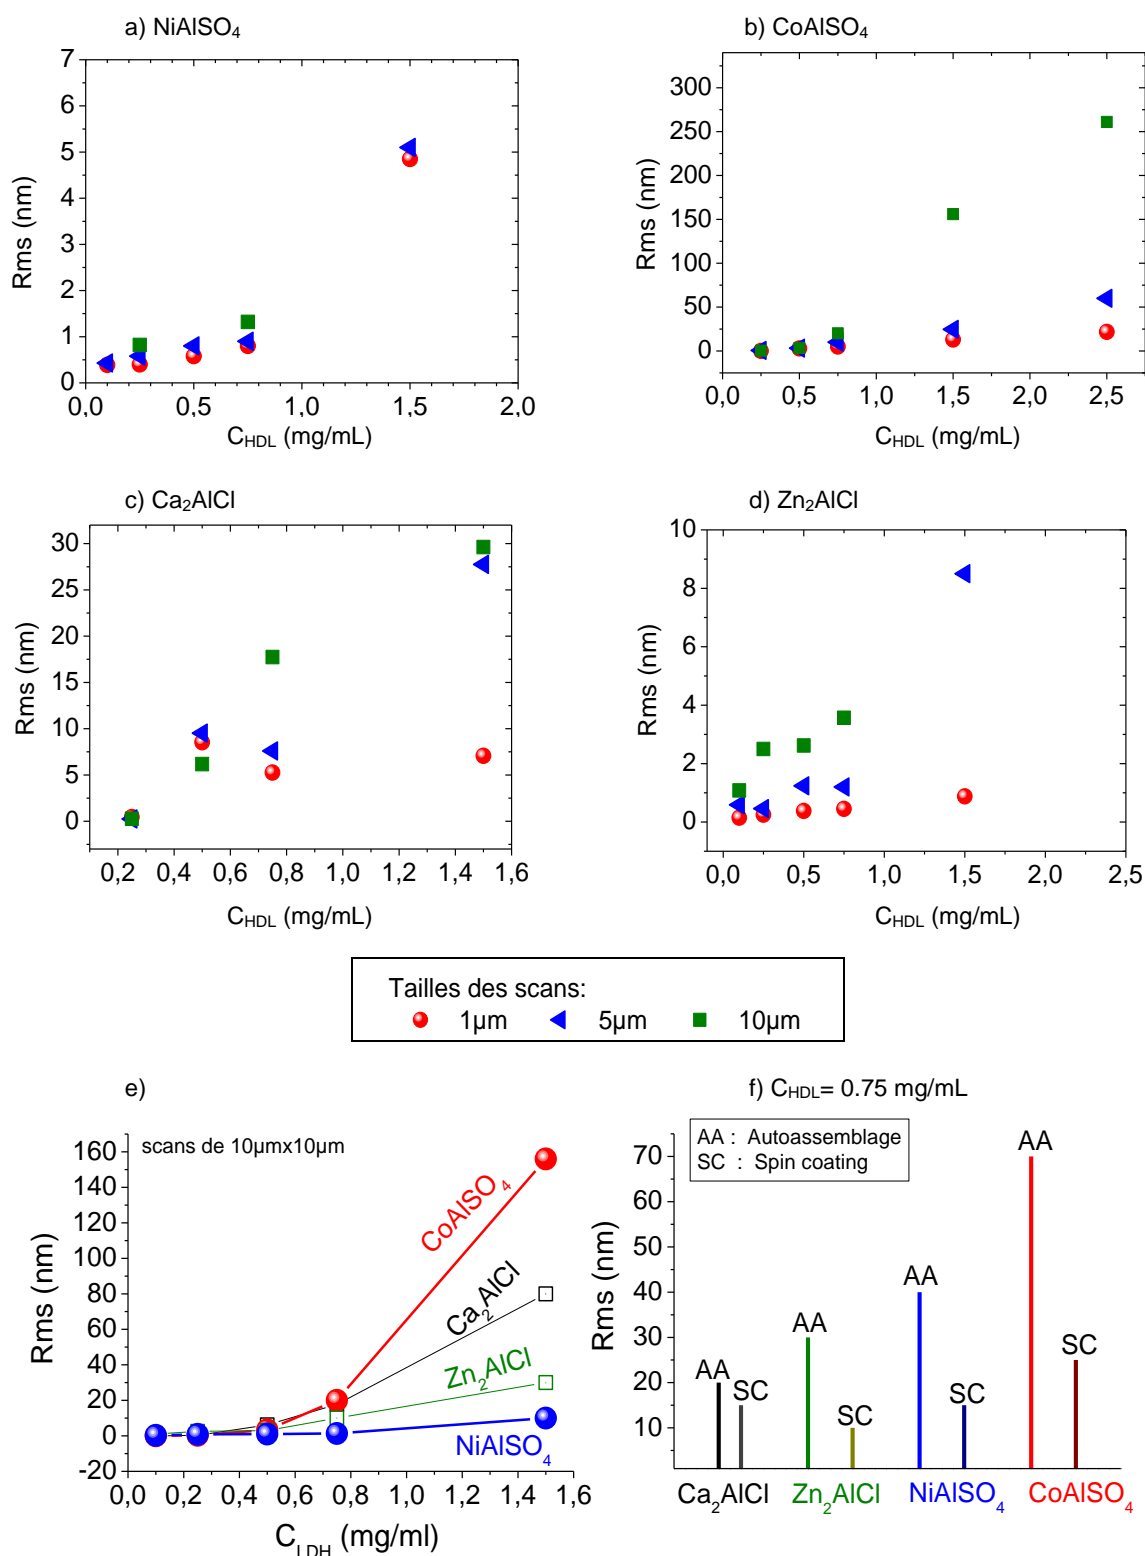 a) NiAlSO4
7
6
5
4
3
2
1
0
Rms (nm)
0,0 0,5 1,0 1,5 2,0
CHDL (mg/mL)
b) CoAlSO4
300
250
200
150
100
50
0
Rms (nm)
0,0 0,5 1,0 1,5 2,0 2,5
CHDL (mg/mL)
c) Ca2AlCl
30
25
20
15
10
5
0
Rms (nm)
0,2 0,4 0,6 0,8 1,0 1,2 1,4 1,6
CHDL (mg/mL)
d) Zn2AlCl
10
8
6
4
2
0
Rms (nm)
0,0 0,5 1,0 1,5 2,0 2,5
CHDL (mg/mL)
Tailles des scans:
1µm 5µm 10µm
e)
scans de 10µmx10µm
160
140
120
100
80
60
40
20
0
-20
Rms (nm)
CoAlSO4
Ca2AlCl
Zn2AlCl
NiAlSO4
0,0 0,2 0,4 0,6 0,8 1,0 1,2 1,4 1,6
CLDH (mg/ml)
f) CHDL= 0.75 mg/mL
AA : Autoassemblage
SC : Spin coating
70
60
50
40
30
20
10
Rms (nm)
AA SC AA SC AA SC AA SC
Ca2AlCl Zn2AlCl NiAlSO4 CoAlSO4